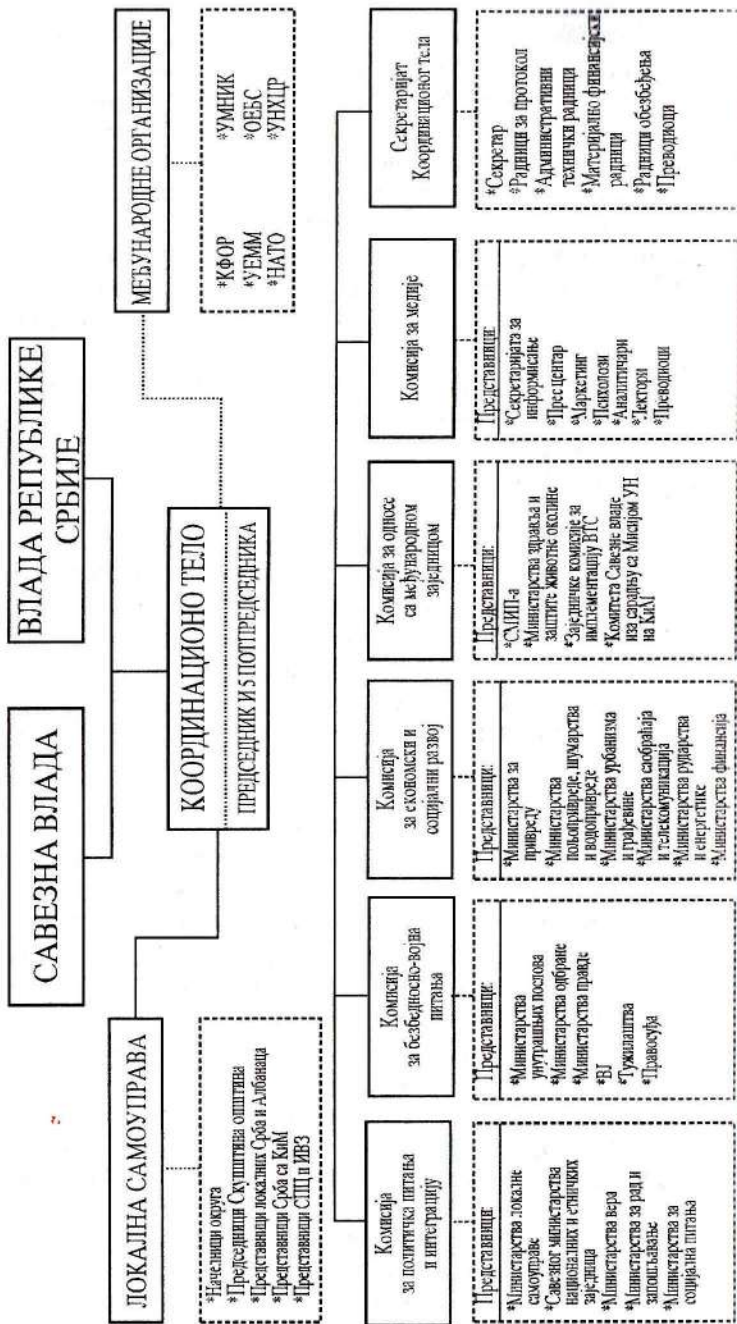 САВЕЗНА ВЛАДА
ВЛАДА РЕПУБЛИКЕ
СРБИЈЕ
ЛОКАЛНА САМОУПРАВА
*Начелници округа
*Председници Скупштина општина
*Представници локалних Срба и Албанаца
*Представници Срба са КиМ
*Представници СПЦ и ИВЗ
КООРДИНАЦИОНО ТЕЛО
ПРЕДСЕДНИК И 5 ПОТПРЕДСЕДНИКА
МЕЂУНАРОДНЕ ОРГАНИЗАЦИЈЕ
*КФОР
*УЕММ
*НАТО
*УМНИК
*ОЕБС
*УНХЦР
Комисија
за политичка питања
и интеграцију
Представници:
*Министарства локалне
самоуправе
*Савезног министарства
националних и етничких
заједница
*Министарства вера
*Министарства за рад и
запошљавање
*Министарства за
социјална питања
Комисија
за безбедносно-војна
питања
Представници:
*Министарства
унутрашњих послова
*Министарства одбране
*Министарства правде
*ВЈ
*Тужилаштва
*Правосуђа
Комисија
за економски и
социјални развој
Представници:
*Министарства за
привреду
*Министарства
пољопривреде, шумарства
и водопривреде
*Министарства урбанизма
и грађевине
*Министарства саобраћаја
и телекомуникација
*Министарства рударства
и енергетике
*Министарства финансија
Комисија за односе
са међународном
заједницом
Представници:
*СМИП-а
*Министарства здравља и
заштите животне околине
*Заједничке комисије за
имплементацију ВТС
*Комитета Савезне владе
иза сарадњу са Мисијом УН
на КиМ
Комисија за медије
Представници:
*Секретаријата за
информисање
*Прес центар
*Маркетинг
*Психолози
*Аналитичари
*Лектори
*Преводиоци
Секретаријат
Координационог тела
*Секретар
*Радници за протокол
*Административни
технички радници
*Материјално финансијски
радници
*Радници обезбеђења
*Преводиоци